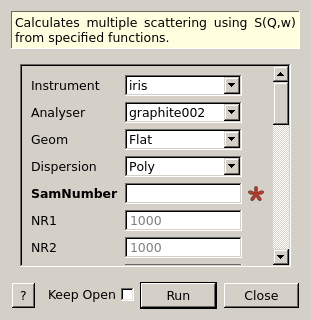 Calculates multiple scattering using S(Q,w)
from specified functions.
Instrument iris
Analyser graphite002
Geom Flat
Dispersion Poly
SamNumber *
NR1 1000
NR2 1000
? Keep Open Run Close